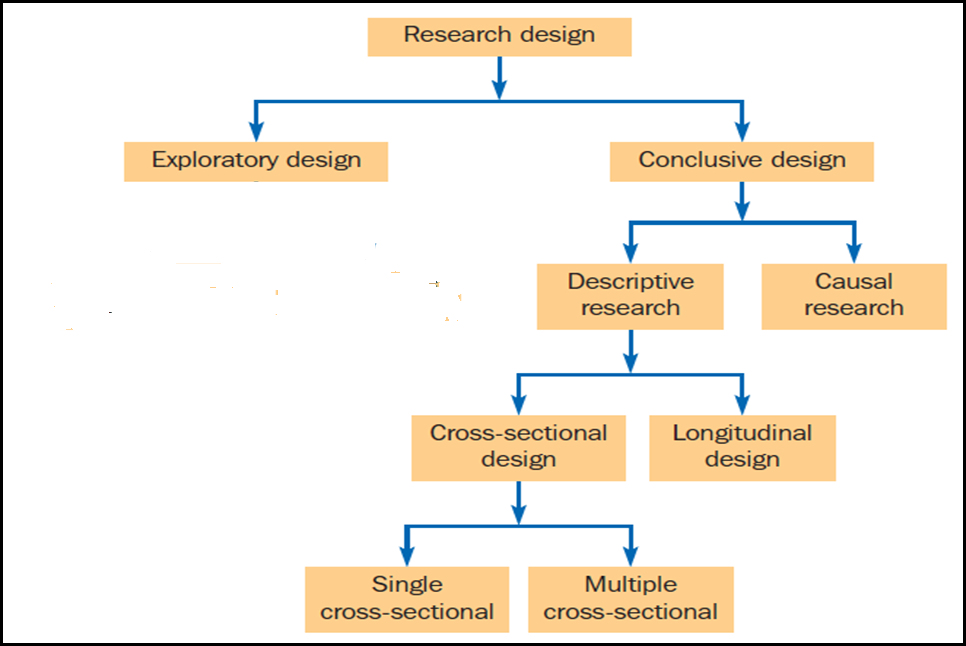 Research design
Exploratory design
Conclusive design
Descriptive
research
Causal
research
Cross-sectional
design
Longitudinal
design
Single
cross-sectional
Multiple
cross-sectional